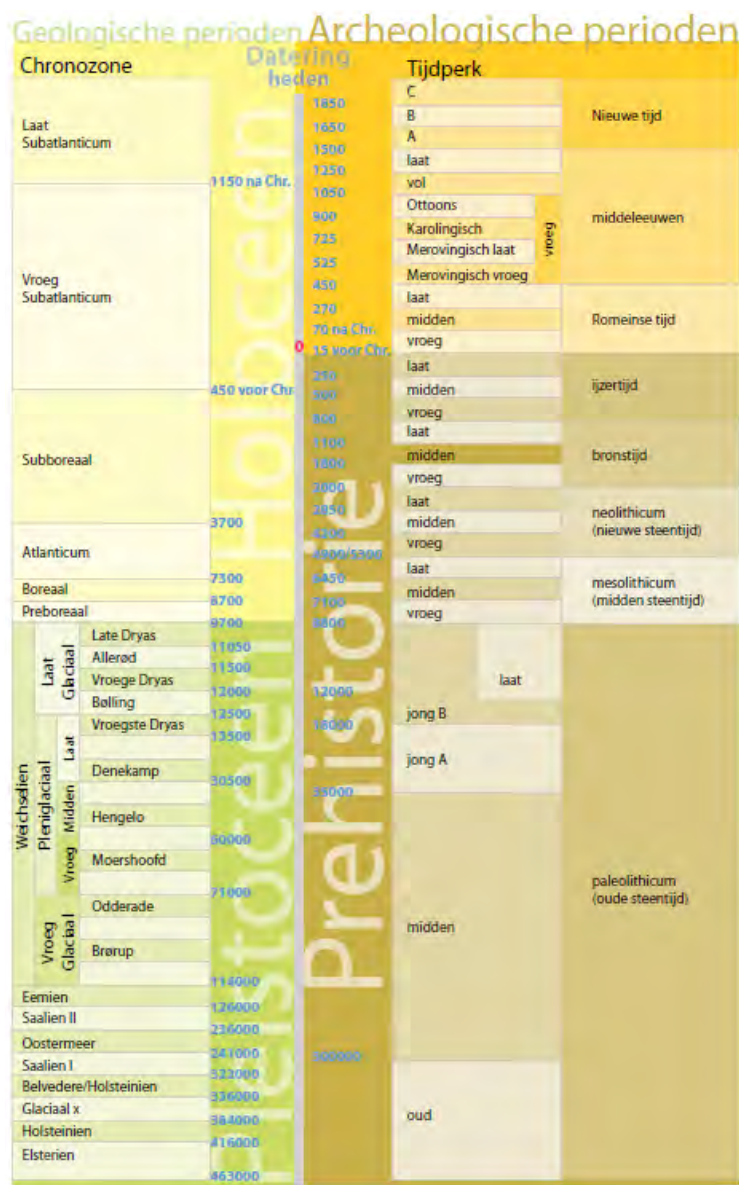 Geologische perioden Archeologische perioden
Chronozone
Datering
heden
Tijdperk
Laat
Subatlanticum
1150 na Chr.
Vroeg
Subatlanticum
450 voor Chr
Subboreaal
3700
Atlanticum
7300
Boreaal
8700
Preboreaal
9700
Weichselien
Laat
Glaciaal
Late Dryas
11050
Allerød
11500
Vroege Dryas
12000
Bølling
12500
Pleniglaciaal
Laat
Vroegste Dryas
13500
Denekamp
30500
Midden
Hengelo
60000
Vroeg
Moershoofd
71000
Vroeg
Glaciaal
Odderade
Brørup
114000
Eemien
126000
Saalien II
236000
Oostermeer
241000
Saalien I
322000
Belvedere/Holsteinien
336000
Glaciaal x
384000
Holsteinien
416000
Elsterien
463000
Holoceen
Pleistoceen
0
1850
1650
1500
1250
1050
900
725
525
450
270
70 na Chr.
15 voor Chr.
250
500
800
1100
1800
2000
2850
4200
4900/5300
6450
7100
8800
12000
18000
35000
300000
Prehistorie
C
B
A
Nieuwe tijd
laat
vol
Ottoons
Karolingisch
Merovingisch laat
Merovingisch vroeg
vroeg
middeleeuwen
laat
midden
vroeg
Romeinse tijd
laat
midden
vroeg
ijzertijd
laat
midden
vroeg
bronstijd
laat
midden
vroeg
neolithicum
(nieuwe steentijd)
laat
midden
vroeg
mesolithicum
(midden steentijd)
laat
jong B
jong A
midden
oud
paleolithicum
(oude steentijd)